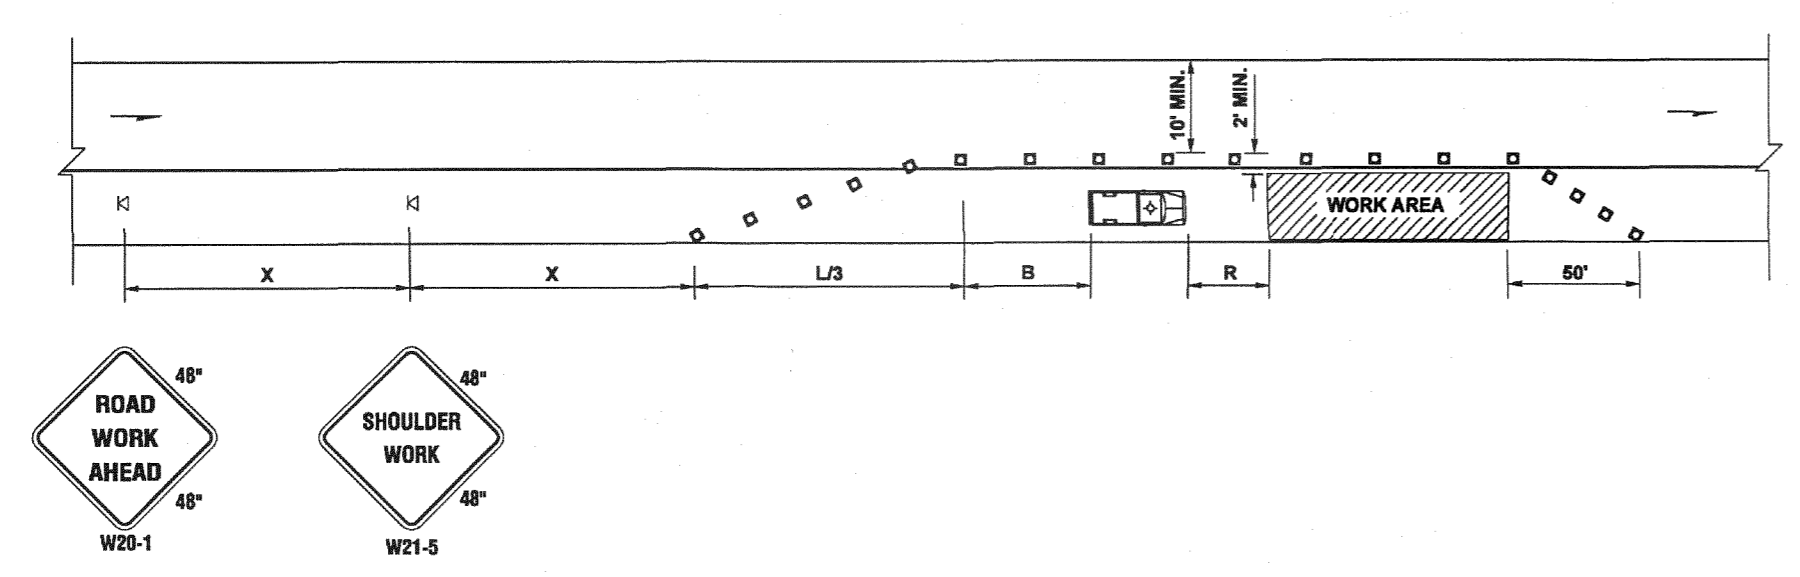 10' MIN.
2' MIN.
WORK AREA
X
X
L/3
B
R
50'
48"
ROAD
WORK
AHEAD
48"
W20-1
48"
SHOULDER
WORK
48"
W21-5